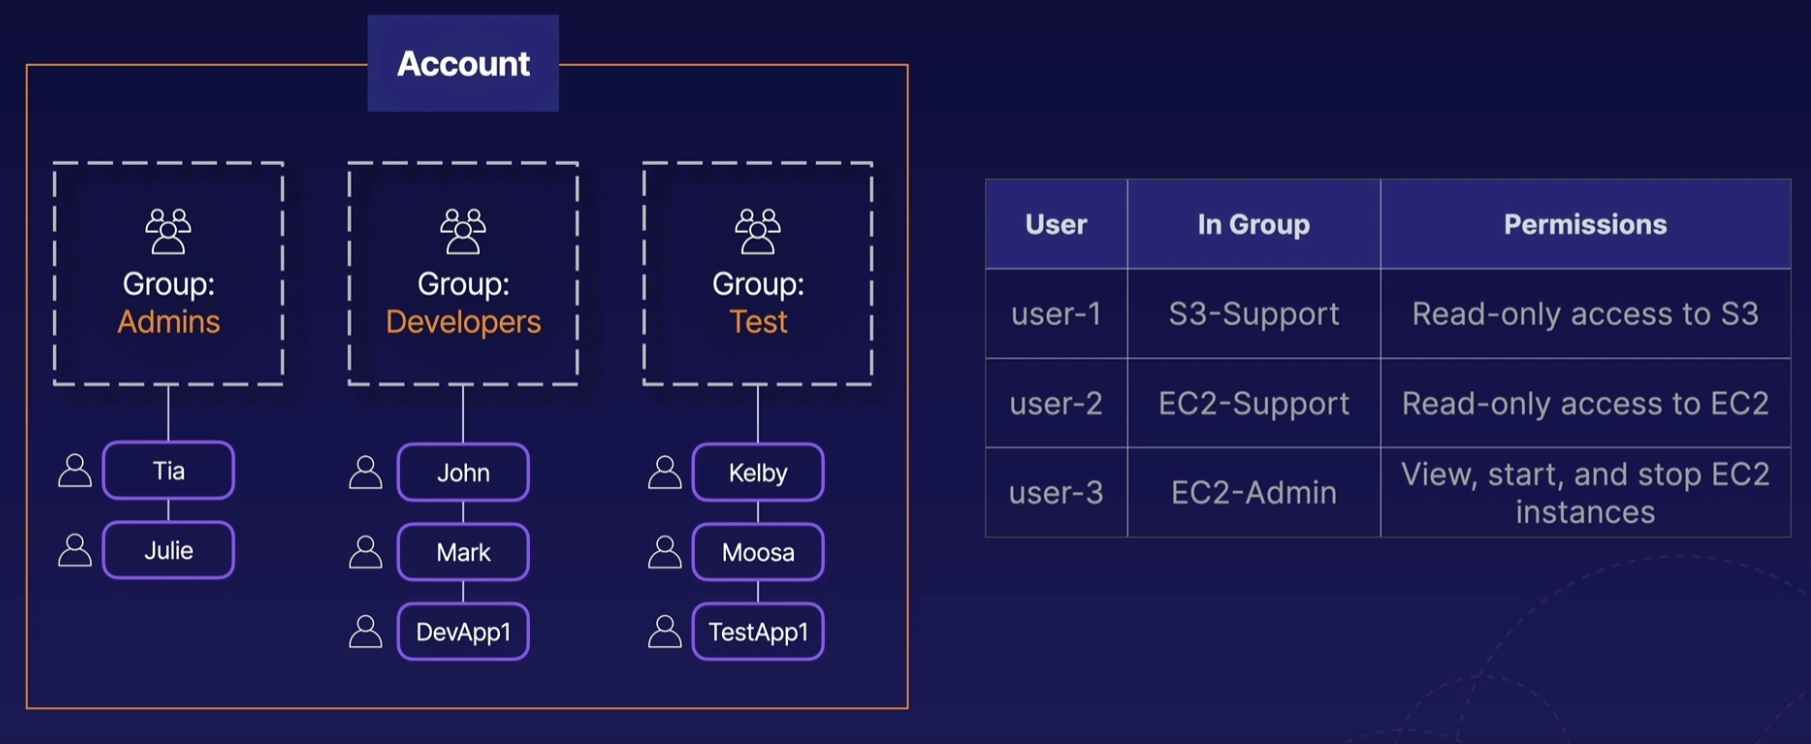 Account
Group:
Admins
Tia
Julie
Group:
Developers
John
Mark
DevApp1
Group:
Test
Kelby
Moosa
TestApp1
User In Group Permissions
user-1 S3-Support Read-only access to S3
user-2 EC2-Support Read-only access to EC2
user-3 EC2-Admin View, start, and stop EC2
instances